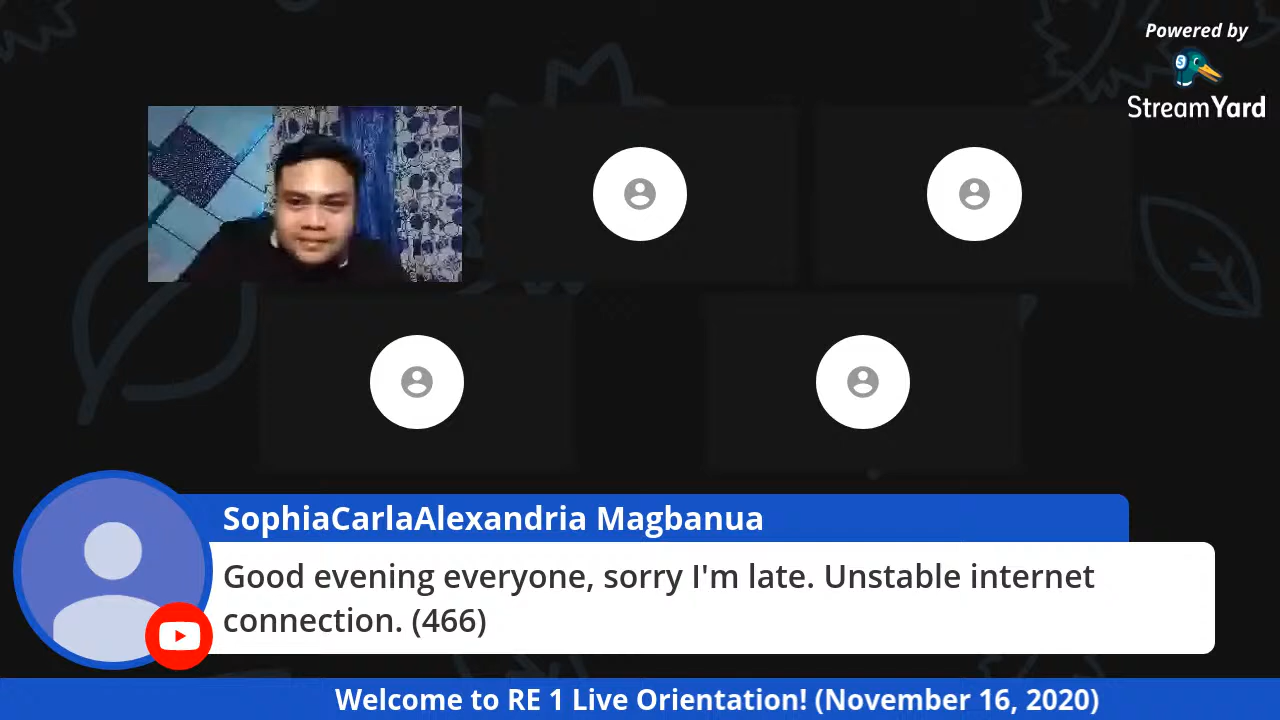 Powered by
StreamYard
SophiaCarlaAlexandria Magbanua
Good evening everyone, sorry I'm late. Unstable internet
connection. (466)
Welcome to RE 1 Live Orientation! (November 16, 2020)